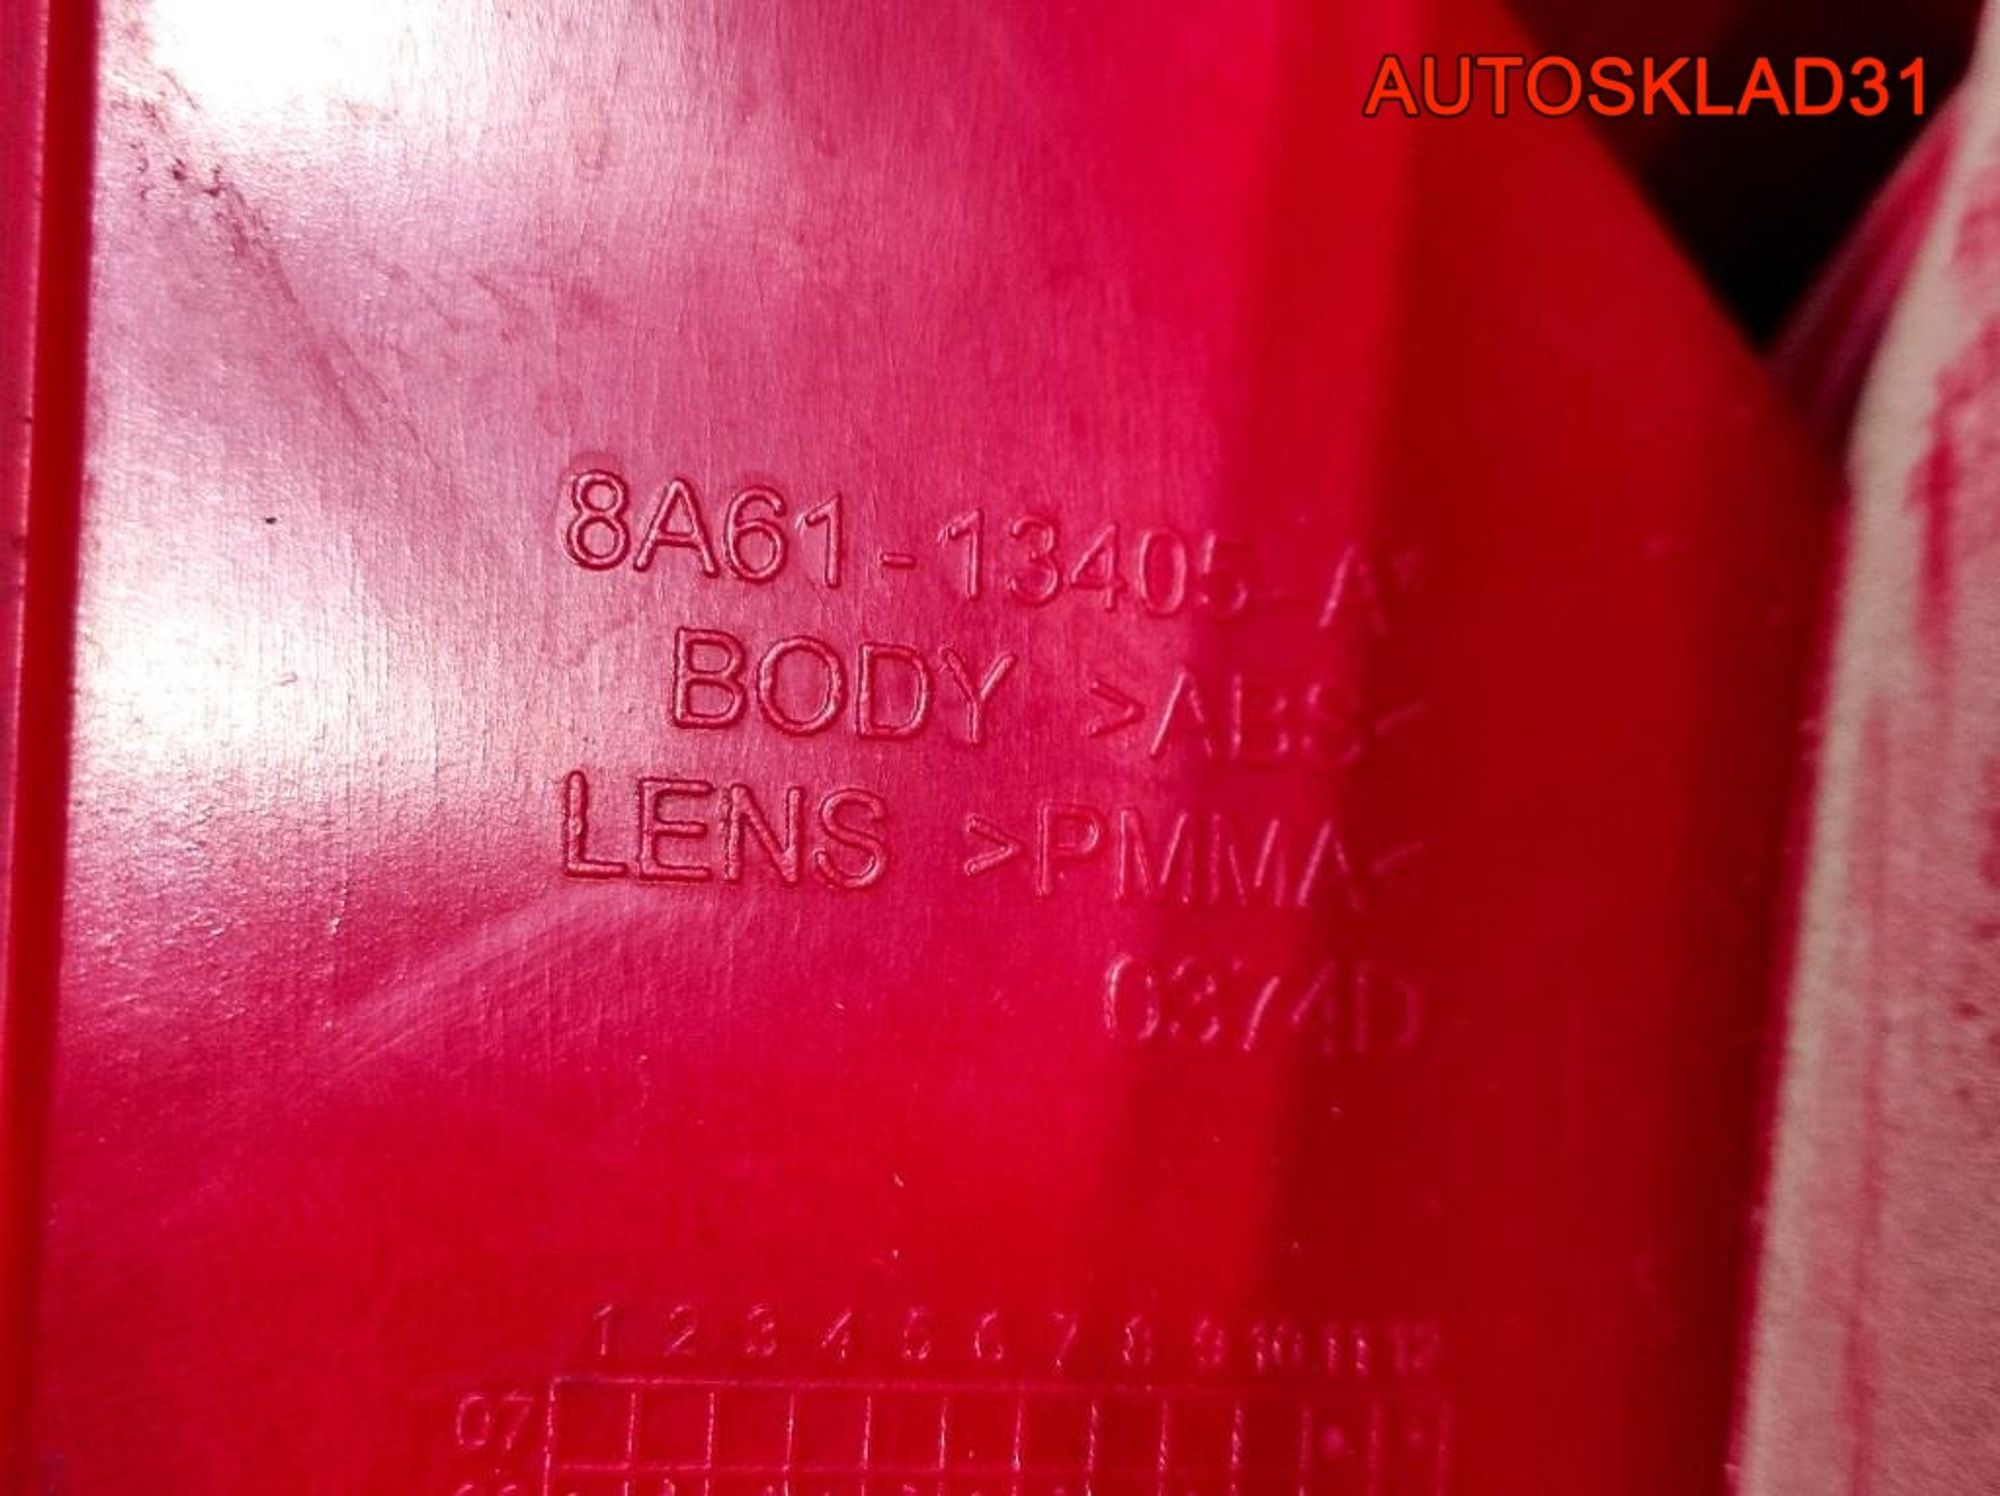 AUTOSKLAD31
8A61-13405-A*
BODY >ABS<
LENS >PMMA<
0374D
1 2 3 4 5 6 7 8 9 10 11 12
07